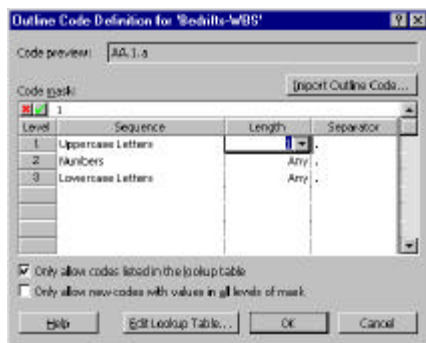 Outline Code Definition for 'Bedrifts-WBS'
Code preview: AA.1.a
Import Outline Code...
Code mask:
1
Level Sequence Length Separator
1 Uppercase Letters 1 .
2 Numbers Any .
3 Lowercase Letters Any .
Only allow codes listed in the lookup table
Only allow new codes with values in all levels of mask
Help Edit Lookup Table... OK Cancel